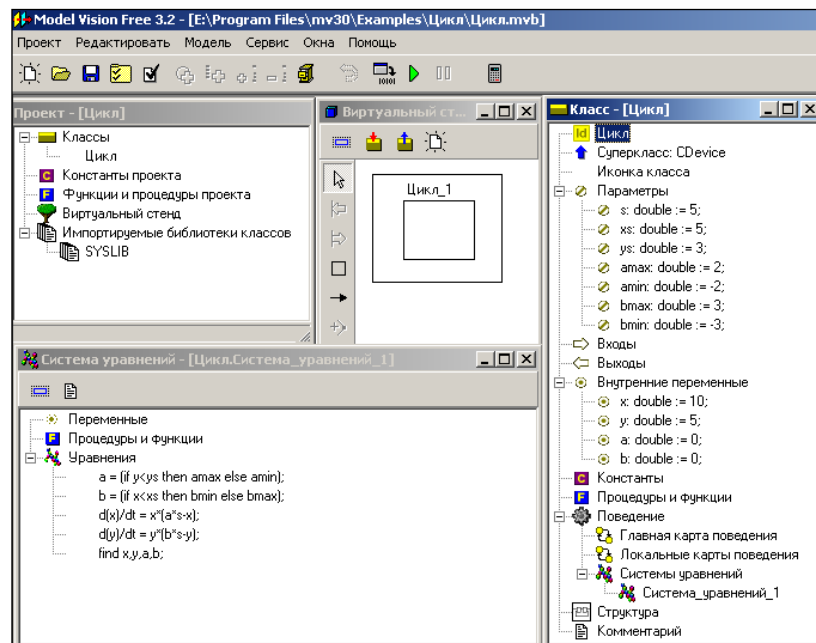 Model Vision Free 3.2 - [E:\Program Files\mv30\Examples\Цикл\Цикл.mvb]
Проект Редактировать Модель Сервис Окна Помощь
Проект - [Цикл]
Классы
Цикл
Константы проекта
Функции и процедуры проекта
Виртуальный стенд
Импортируемые библиотеки классов
SYSLIB
Виртуальный ст...
Цикл_1
Система уравнений - [Цикл.Система_уравнений_1]
Переменные
Процедуры и функции
Уравнения
a = (if y<ys then amax else amin);
b = (if x<xs then bmin else bmax);
d(x)/dt = x*(a*s-x);
d(y)/dt = y*(b*s-y);
find x,y,a,b;
Класс - [Цикл]
Id Цикл
Суперкласс: CDevice
Иконка класса
Параметры
s: double := 5;
xs: double := 5;
ys: double := 3;
amax: double := 2;
amin: double := -2;
bmax: double := 3;
bmin: double := -3;
Входы
Выходы
Внутренние переменные
x: double := 10;
y: double := 5;
a: double := 0;
b: double := 0;
Константы
Процедуры и функции
Поведение
Главная карта поведения
Локальные карты поведения
Системы уравнений
Система_уравнений_1
Структура
Комментарий